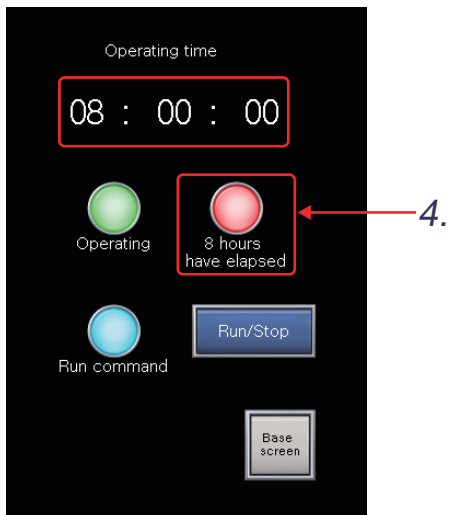 Operating time
08 : 00 : 00
4.
Operating
8 hours
have elapsed
Run command
Run/Stop
Base
screen